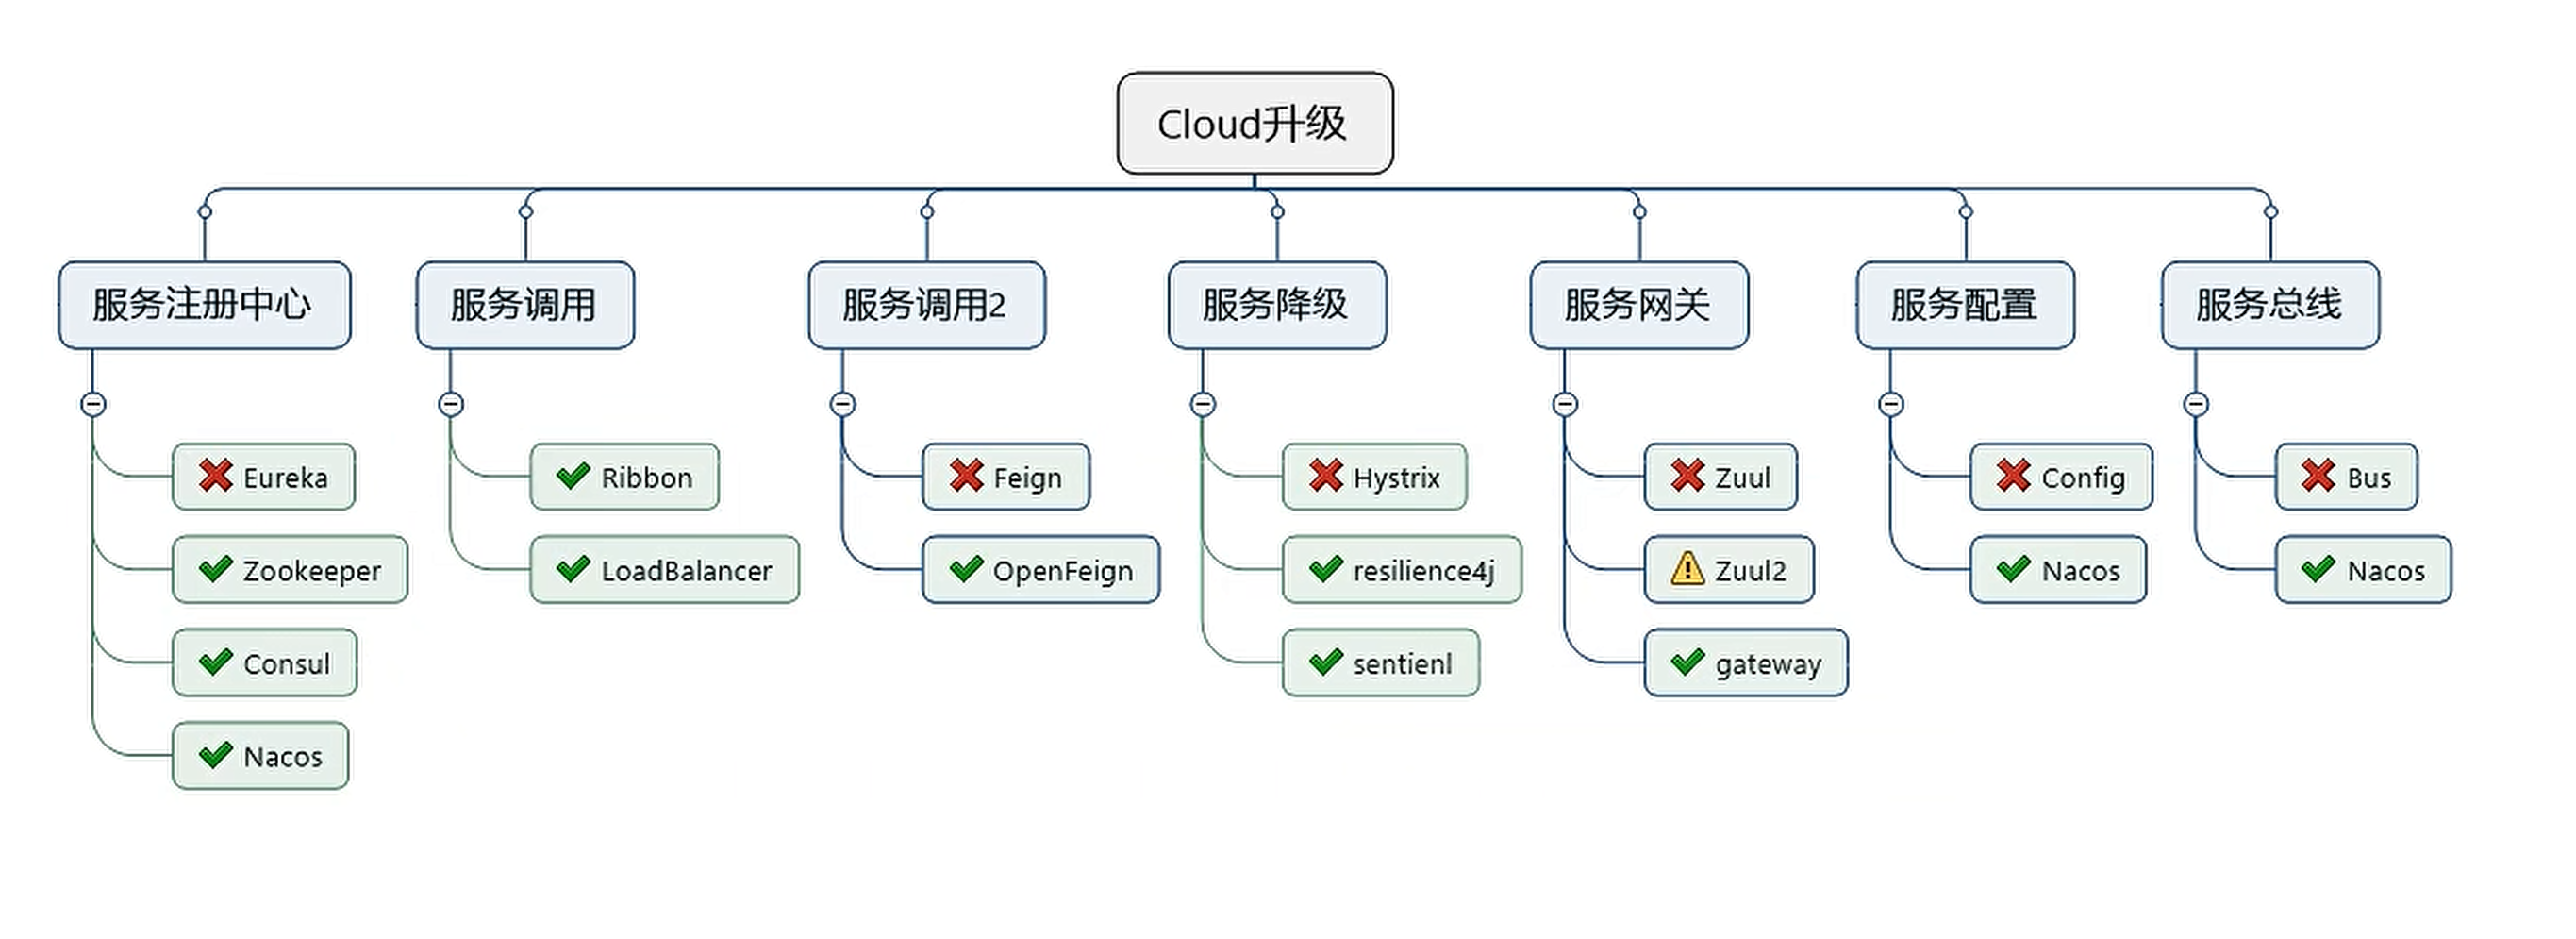 Cloud升级
服务注册中心
Eureka
Zookeeper
Consul
Nacos
服务调用
Ribbon
LoadBalancer
服务调用2
Feign
OpenFeign
服务降级
Hystrix
resilience4j
sentienl
服务网关
Zuul
Zuul2
gateway
服务配置
Config
Nacos
服务总线
Bus
Nacos